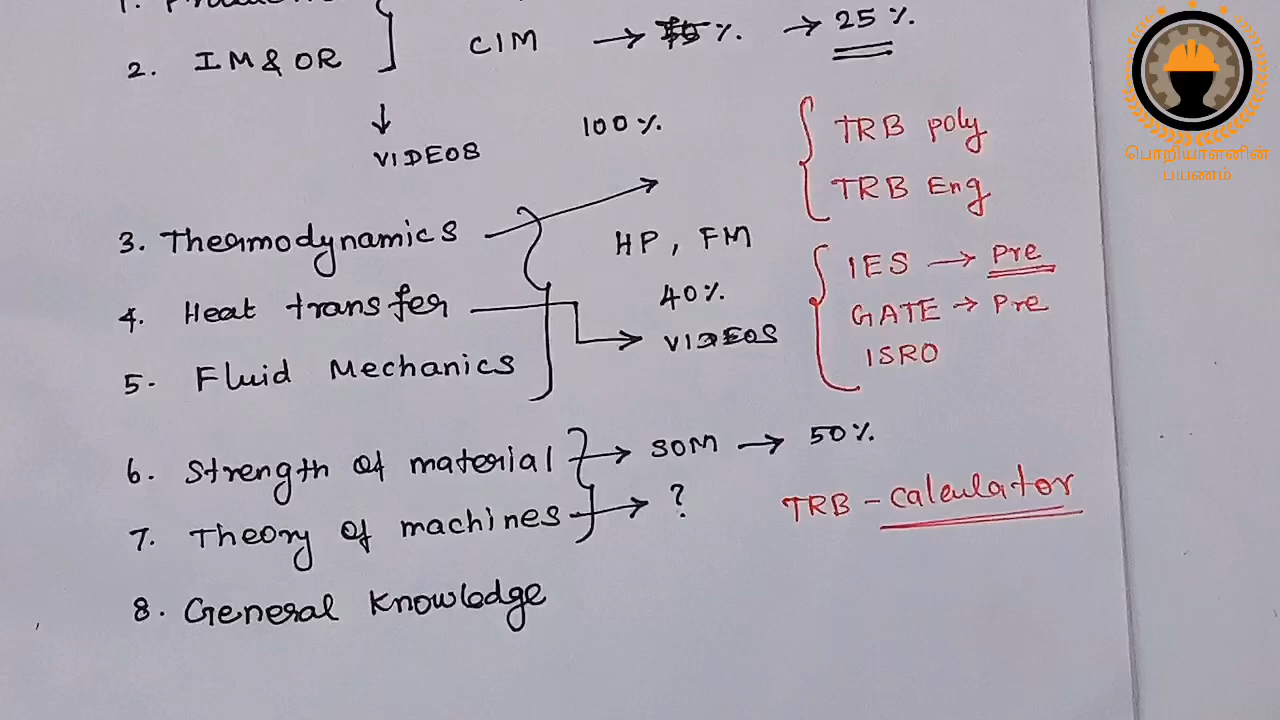 1.
2. IM & OR
CIM → % → 25 %
↓
VIDEOS
100 %
3. Thermodynamics
HP, FM
4. Heat transfer
40 %
VIDEOS
5. Fluid Mechanics
6. Strength of material → SOM → 50 %
7. Theory of machines → ?
8. General Knowledge
TRB poly
TRB Eng
IES → Pre
GATE → Pre
ISRO
TRB - Calculator
பொறியாளனின்
பயணம்